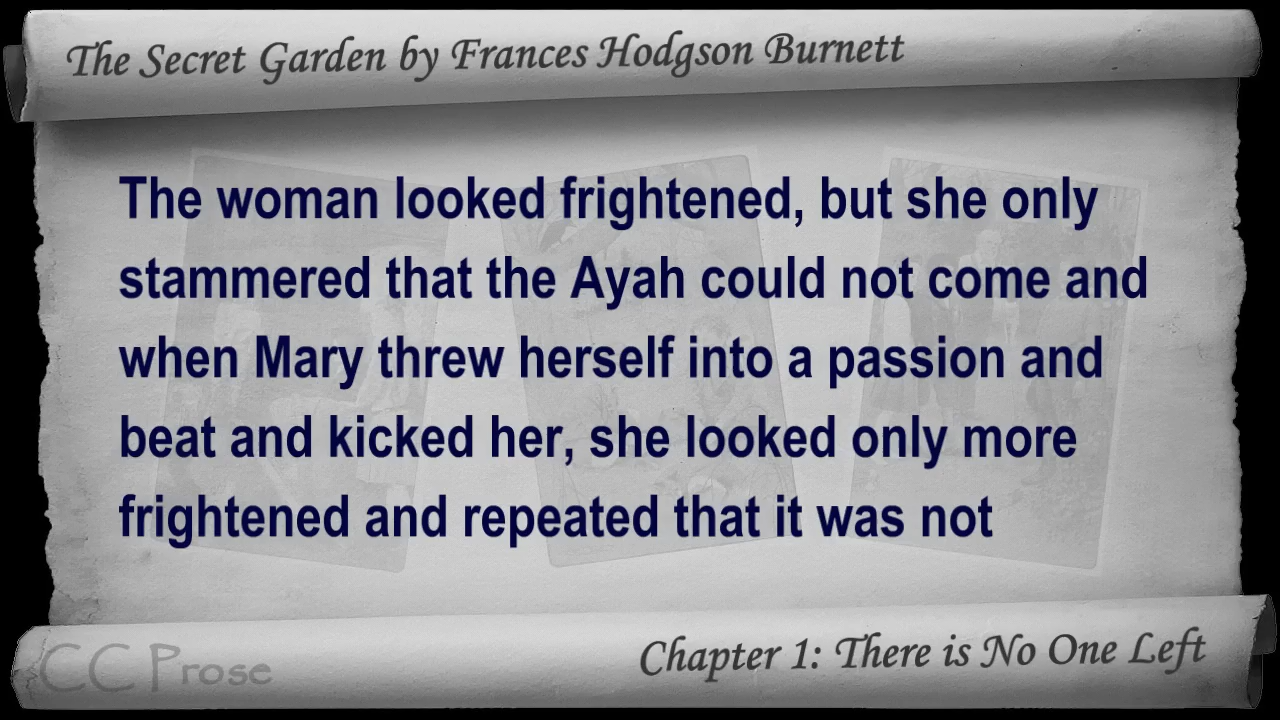 The Secret Garden by Frances Hodgson Burnett
The woman looked frightened, but she only
stammered that the Ayah could not come and
when Mary threw herself into a passion and
beat and kicked her, she looked only more
frightened and repeated that it was not
CC Prose
Chapter 1: There is No One Left